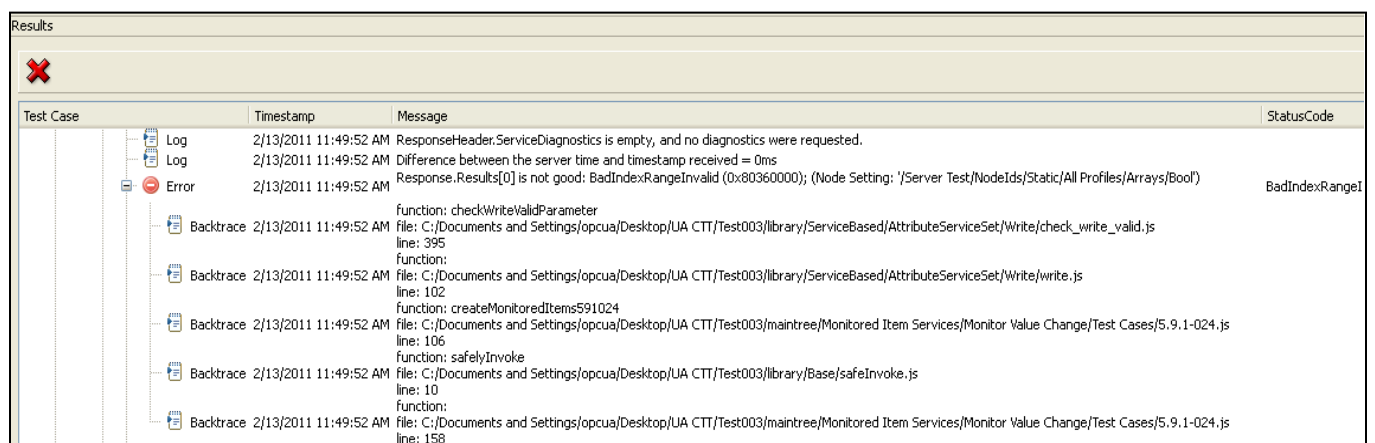 Results
Test Case Timestamp Message StatusCode
Log 2/13/2011 11:49:52 AM ResponseHeader.ServiceDiagnostics is empty, and no diagnostics were requested.
Log 2/13/2011 11:49:52 AM Difference between the server time and timestamp received = 0ms
Error 2/13/2011 11:49:52 AM Response.Results[0] is not good: BadIndexRangeInvalid (0x80360000); (Node Setting: '/Server Test/NodeIds/Static/All Profiles/Arrays/Bool') BadIndexRangeI
function: checkWriteValidParameter
Backtrace 2/13/2011 11:49:52 AM file: C:/Documents and Settings/opcua/Desktop/UA CTT/Test003/library/ServiceBased/AttributeServiceSet/Write/check_write_valid.js
line: 395
function:
Backtrace 2/13/2011 11:49:52 AM file: C:/Documents and Settings/opcua/Desktop/UA CTT/Test003/library/ServiceBased/AttributeServiceSet/Write/write.js
line: 102
function: createMonitoredItems591024
Backtrace 2/13/2011 11:49:52 AM file: C:/Documents and Settings/opcua/Desktop/UA CTT/Test003/maintree/Monitored Item Services/Monitor Value Change/Test Cases/5.9.1-024.js
line: 106
function: safelyInvoke
Backtrace 2/13/2011 11:49:52 AM file: C:/Documents and Settings/opcua/Desktop/UA CTT/Test003/library/Base/safeInvoke.js
line: 10
function:
Backtrace 2/13/2011 11:49:52 AM file: C:/Documents and Settings/opcua/Desktop/UA CTT/Test003/maintree/Monitored Item Services/Monitor Value Change/Test Cases/5.9.1-024.js
line: 158